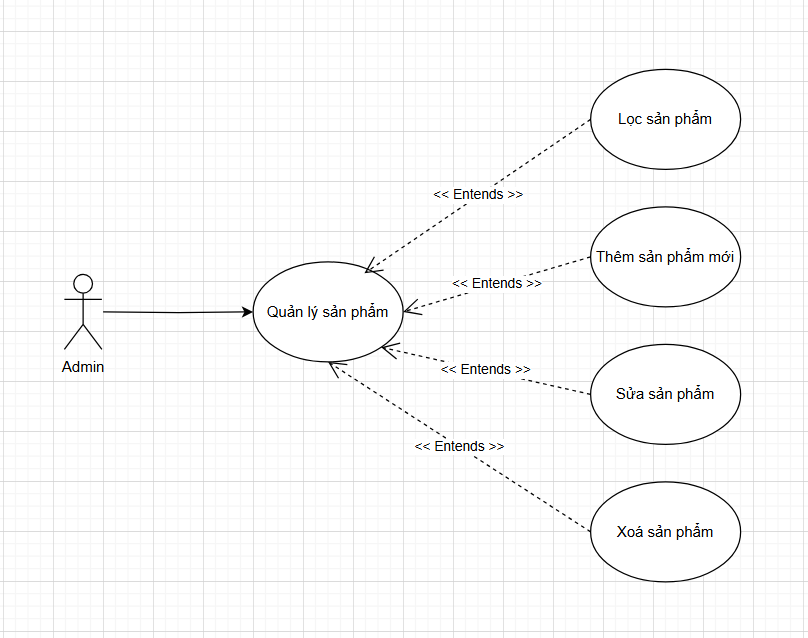 Lọc sản phẩm
<< Entends >>
Thêm sản phẩm mới
<< Entends >>
Quản lý sản phẩm
Admin
<< Entends >>
Sửa sản phẩm
<< Entends >>
Xoá sản phẩm